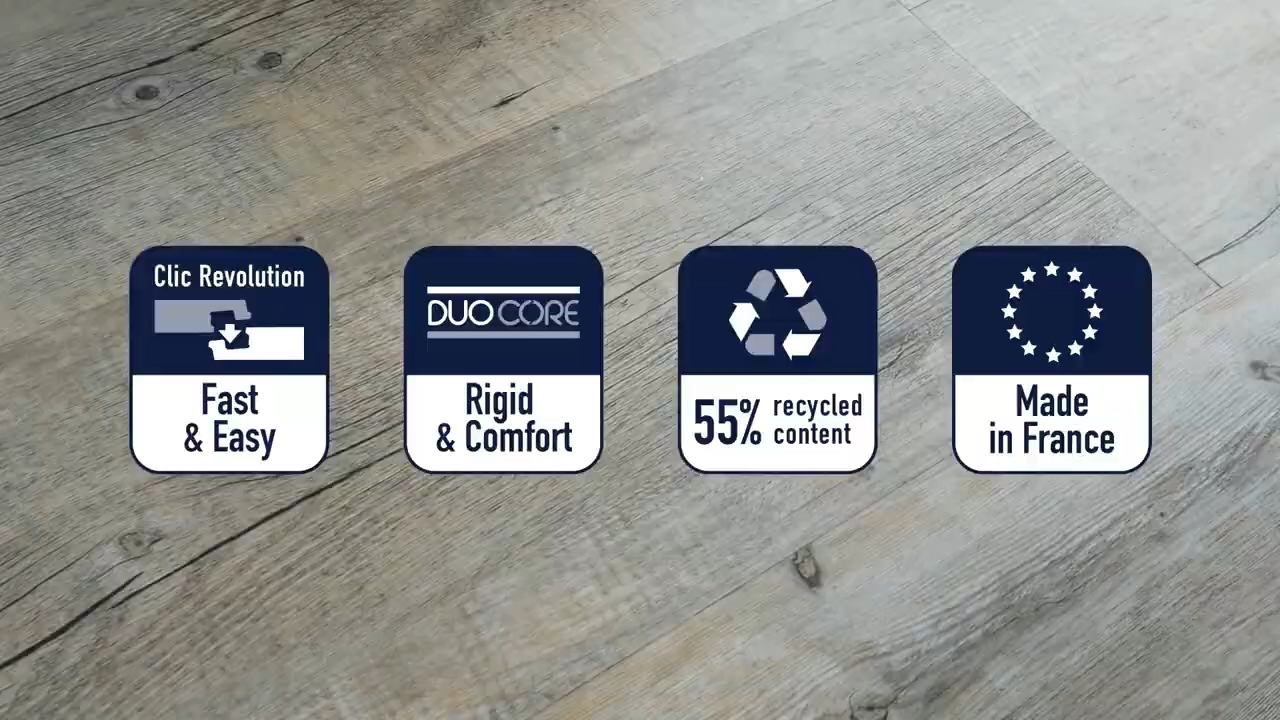 Clic Revolution
Fast
& Easy
DUO CORE
Rigid
& Comfort
55% recycled
content
Made
in France